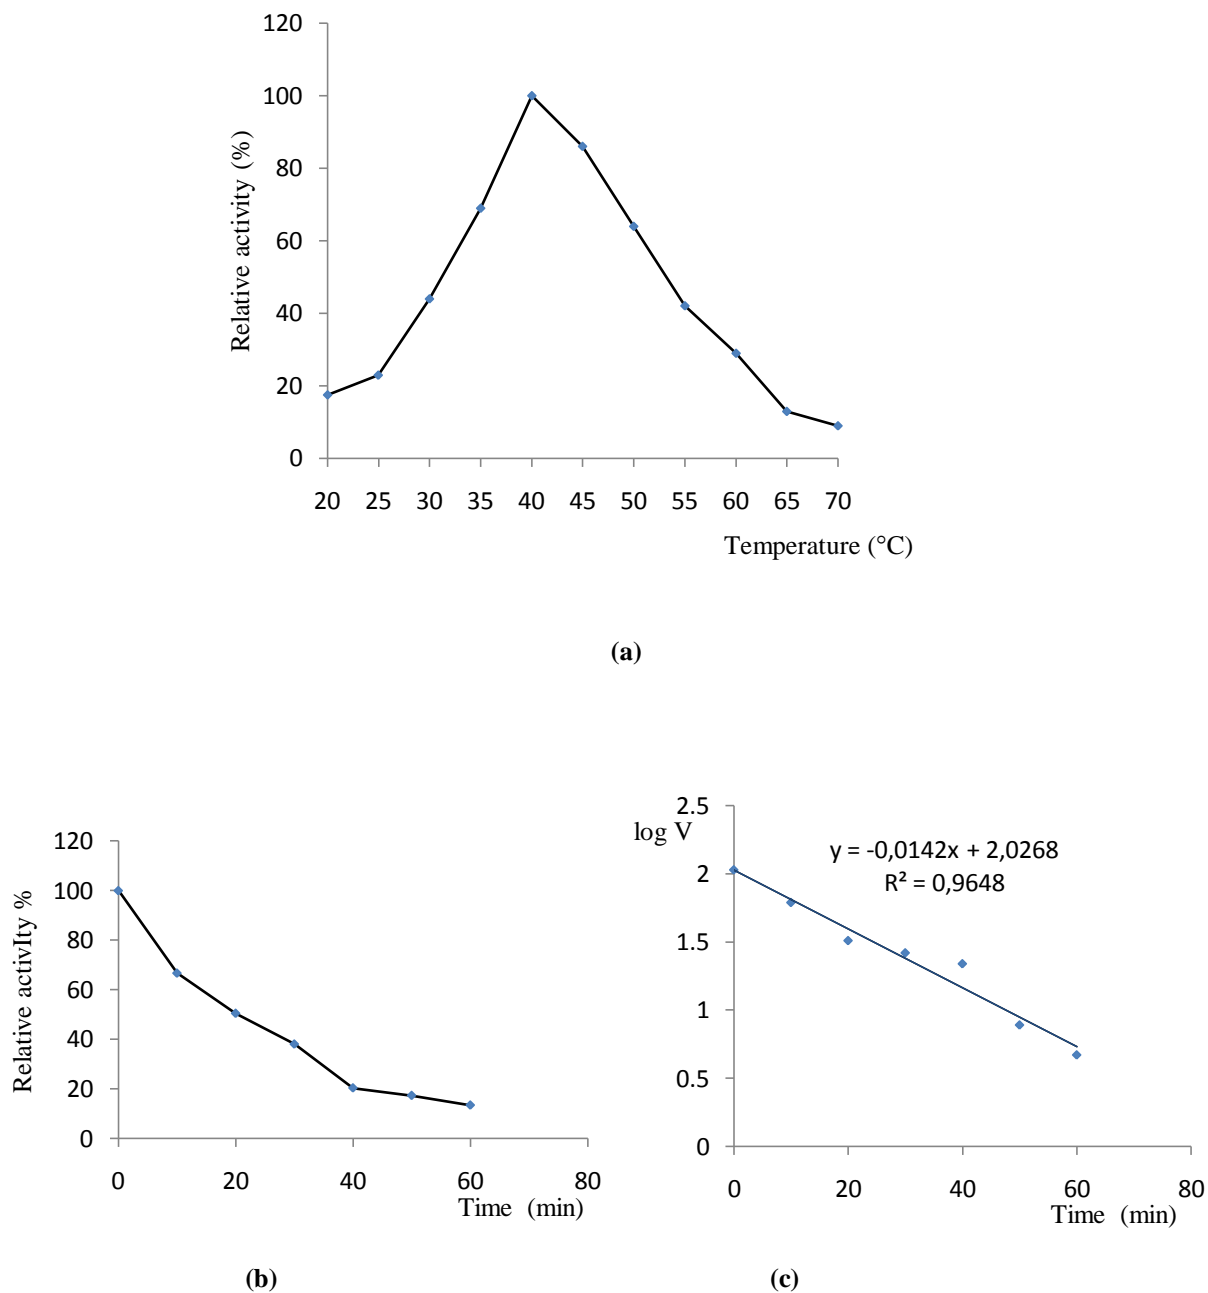 120
100
80
60
40
20
0
Relative activity (%)
20 25 30 35 40 45 50 55 60 65 70
Temperature (°C)
(a)
120
100
80
60
40
20
0
Relative activIty %
0 20 40 60 80
Time (min)
(b)
2.5
log V
y = -0,0142x + 2,0268
R² = 0,9648
2
1.5
1
0.5
0
0 20 40 60 80
Time (min)
(c)